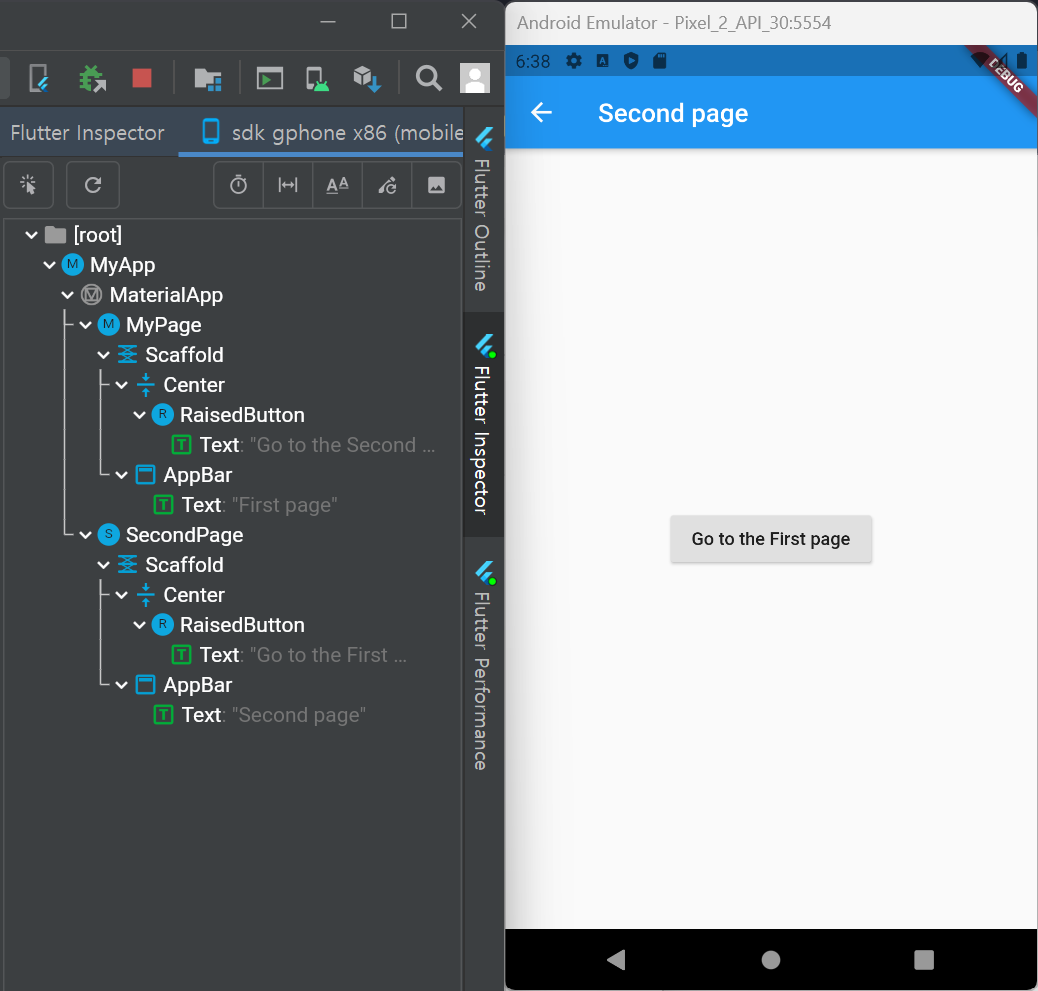 Flutter Inspector
sdk gphone x86 (mobile
[root]
M MyApp
MaterialApp
M MyPage
Scaffold
Center
R RaisedButton
T Text: "Go to the Second ...
AppBar
T Text: "First page"
S SecondPage
Scaffold
Center
R RaisedButton
T Text: "Go to the First ...
AppBar
T Text: "Second page"
Flutter Outline
Flutter Inspector
Flutter Performance
Android Emulator - Pixel_2_API_30:5554
6:38
DEBUG
Second page
Go to the First page